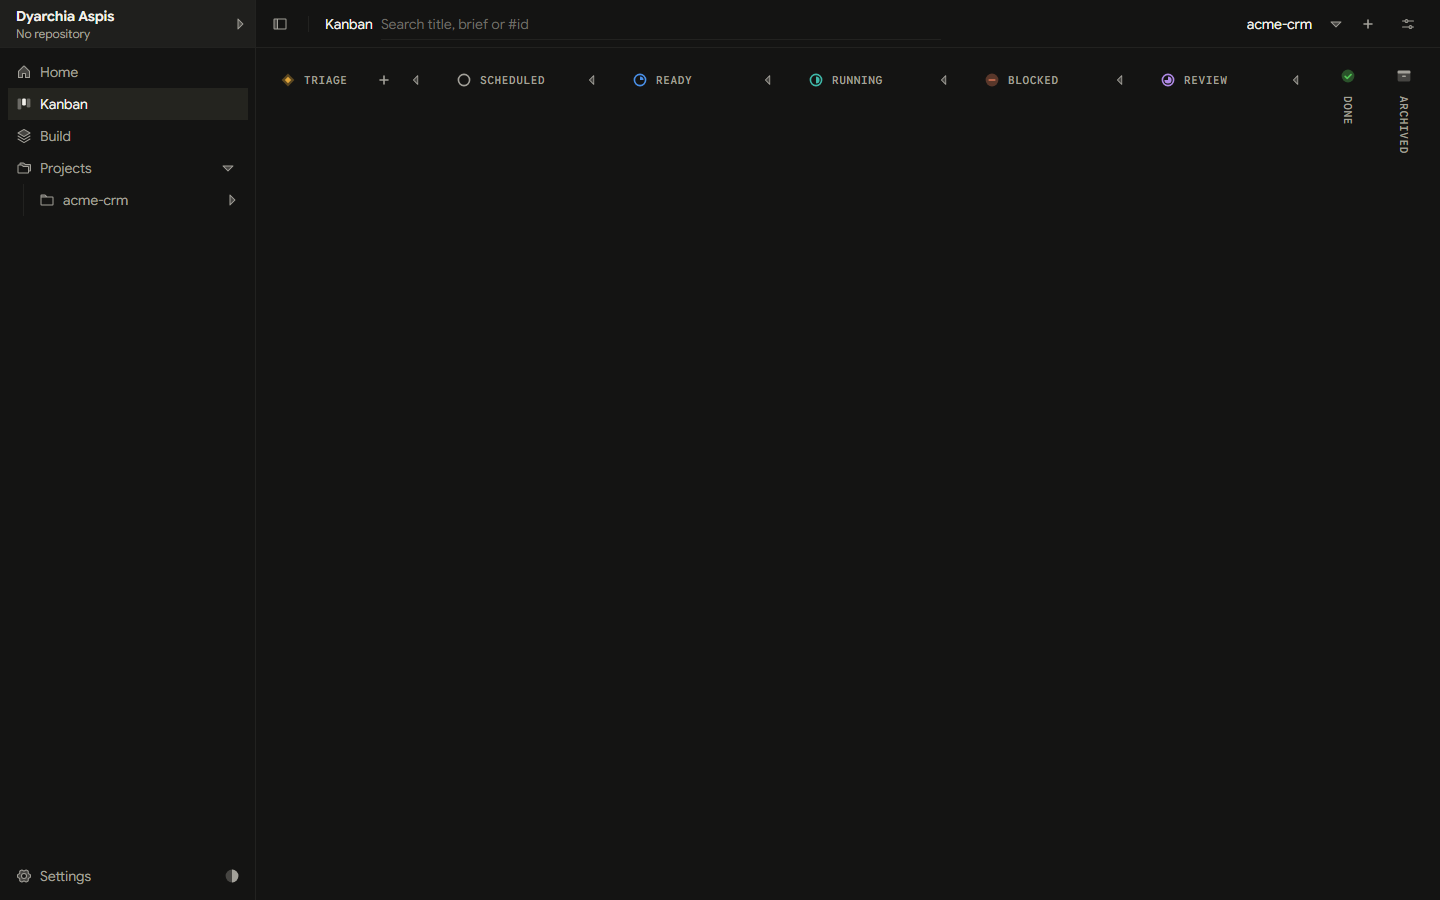 Dyarchia Aspis
No repository
Home
Kanban
Build
Projects
acme-crm
Settings
Kanban
Search title, brief or #id
acme-crm
TRIAGE
SCHEDULED
READY
RUNNING
BLOCKED
REVIEW
DONE
ARCHIVED